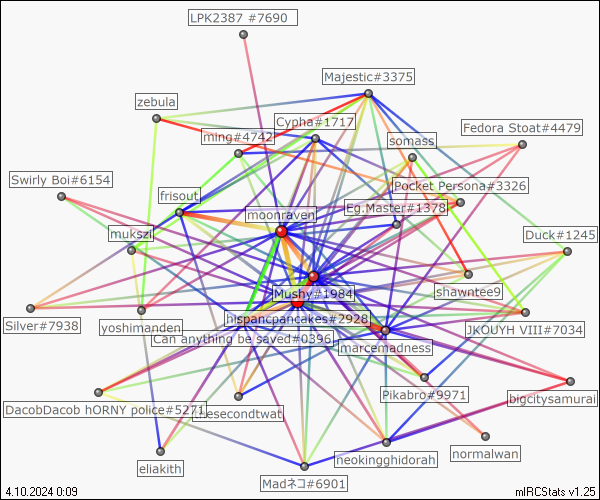 LPK2387 #7690
Majestic#3375
zebula
Cypha#1717
ming#4742
somass
Fedora Stoat#4479
Swirly Boi#6154
frisout
Pocket Persona#3326
moonraven
Eg.Master#1378
mukszi
Duck#1245
Mushy#1984
shawntee9
Silver#7938
yoshimanden
hispancpancakes#2928
JKOUYH VIII#7034
Can anything be saved#0396
marcemadness
Pikabro#9971
bigcitysamurai
DacobDacob hORNY police#5271
thesecondtwat
normalwan
neokingghidorah
eliakith
Madネコ#6901
4.10.2024 0:09
mIRCStats v1.25